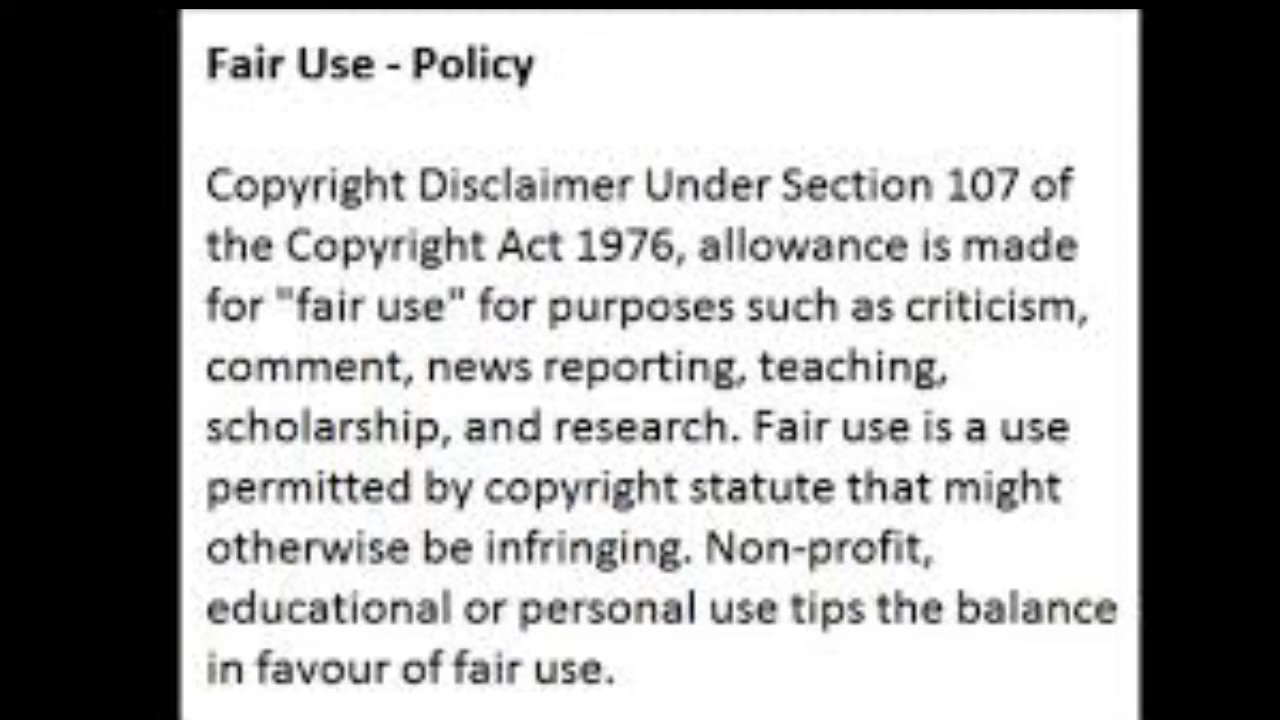 Fair Use - Policy
Copyright Disclaimer Under Section 107 of
the Copyright Act 1976, allowance is made
for "fair use" for purposes such as criticism,
comment, news reporting, teaching,
scholarship, and research. Fair use is a use
permitted by copyright statute that might
otherwise be infringing. Non-profit,
educational or personal use tips the balance
in favour of fair use.